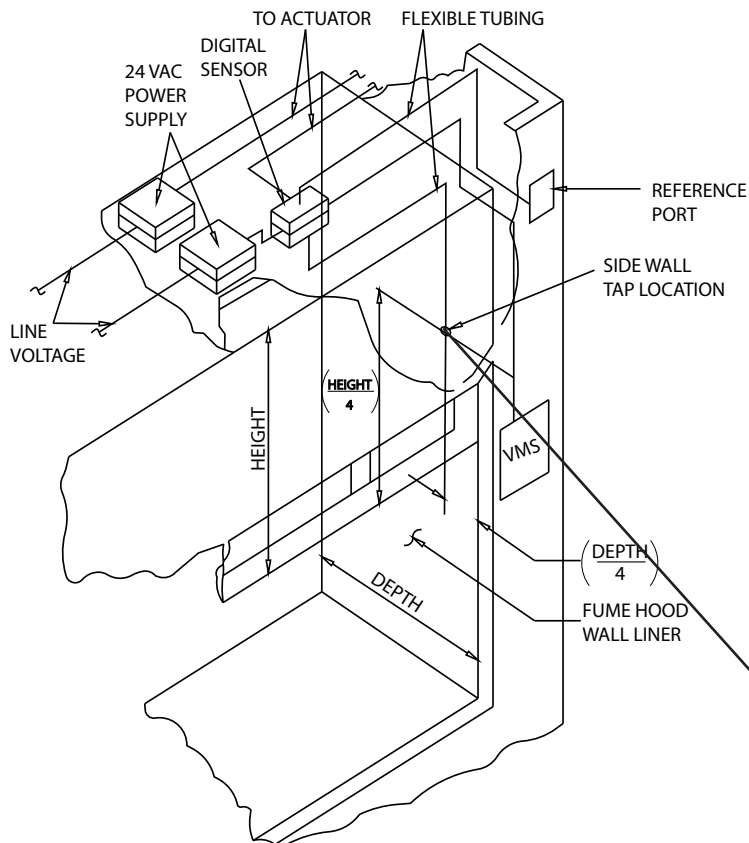 TO ACTUATOR
FLEXIBLE TUBING
DIGITAL
SENSOR
24 VAC
POWER
SUPPLY
REFERENCE
PORT
SIDE WALL
TAP LOCATION
LINE
VOLTAGE
HEIGHT
(HEIGHT
4)
VMS
DEPTH
(DEPTH
4)
FUME HOOD
WALL LINER